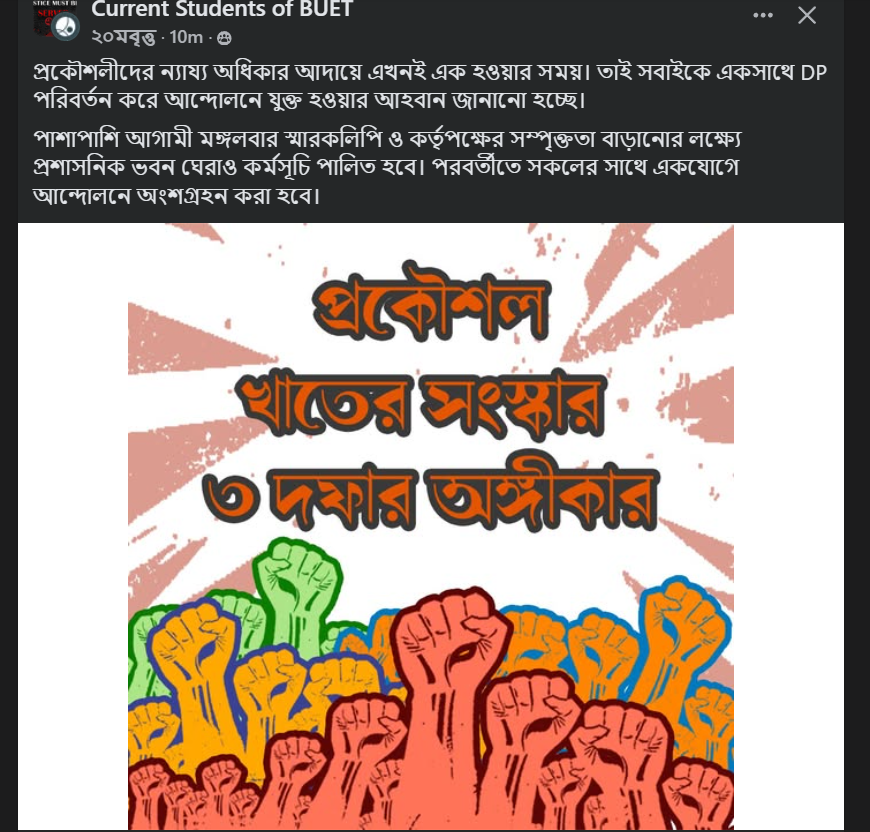 Current Students of BUET
২০মবৃত্ত · 10m ·
প্রকৌশলীদের ন্যায্য অধিকার আদায়ে এখনই এক হওয়ার সময়। তাই সবাইকে একসাথে DP
পরিবর্তন করে আন্দোলনে যুক্ত হওয়ার আহবান জানানো হচ্ছে।
পাশাপাশি আগামী মঙ্গলবার স্মারকলিপি ও কর্তৃপক্ষের সম্পৃক্ততা বাড়ানোর লক্ষ্যে
প্রশাসনিক ভবন ঘেরাও কর্মসূচি পালিত হবে। পরবর্তীতে সকলের সাথে একযোগে
আন্দোলনে অংশগ্রহন করা হবে।
প্রকৌশল
খাতের সংস্কার
৩ দফার অঙ্গীকার